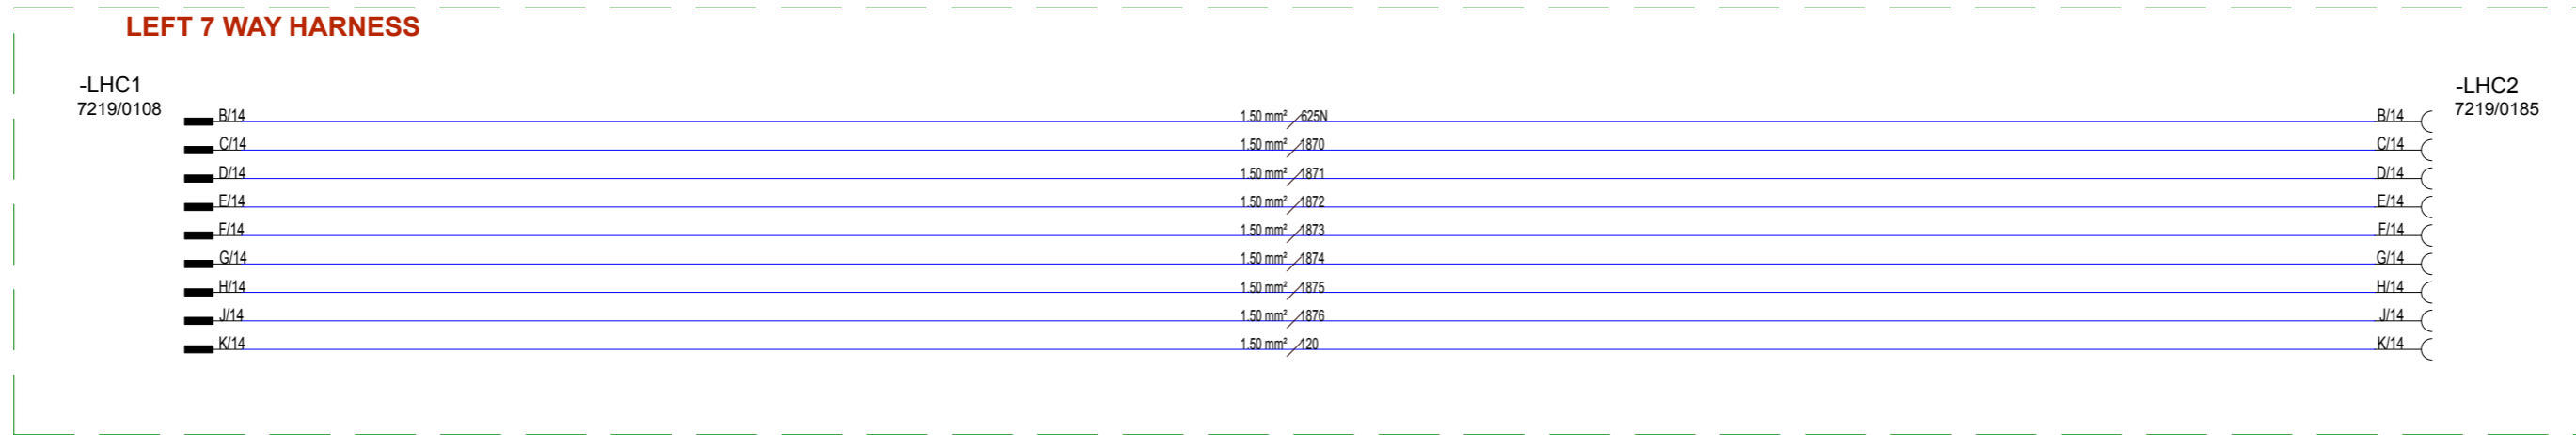 LEFT 7 WAY HARNESS
-LHC1
7219/0108
-LHC2
7219/0185
B/14 1.50 mm² 625N B/14
C/14 1.50 mm² 1870 C/14
D/14 1.50 mm² 1871 D/14
E/14 1.50 mm² 1872 E/14
F/14 1.50 mm² 1873 F/14
G/14 1.50 mm² 1874 G/14
H/14 1.50 mm² 1875 H/14
J/14 1.50 mm² 1876 J/14
K/14 1.50 mm² 120 K/14